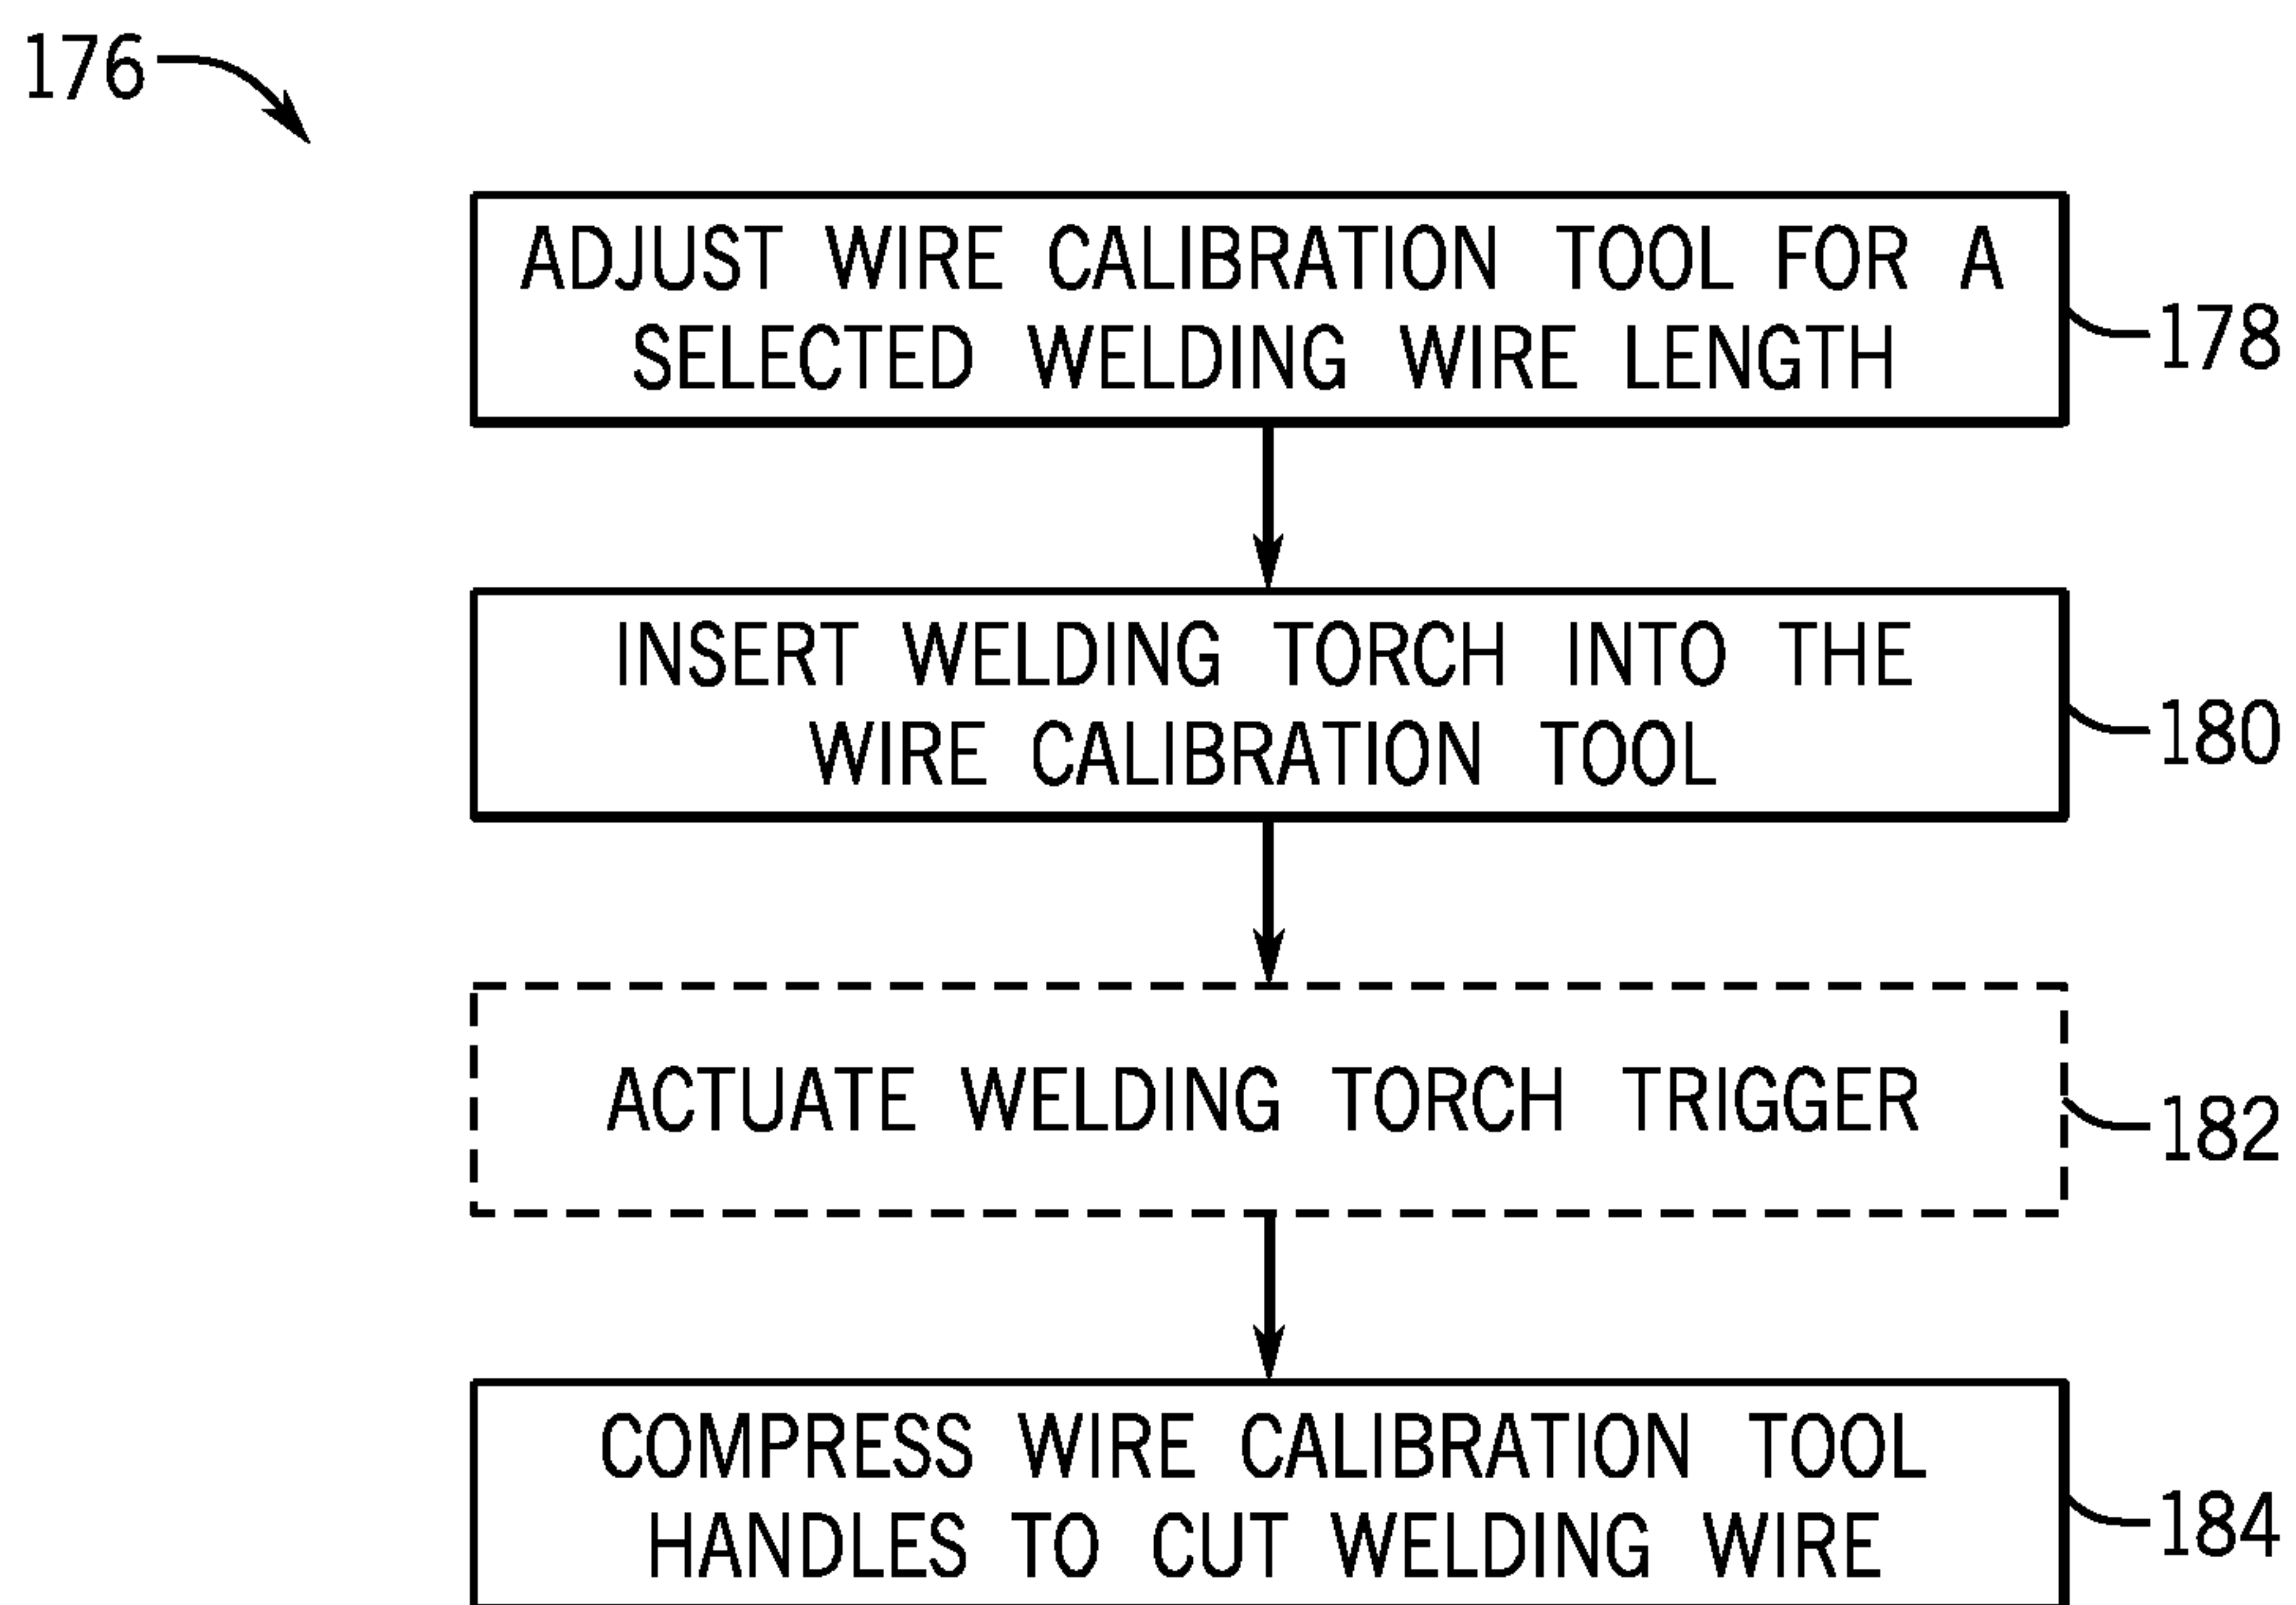 176
ADJUST WIRE CALIBRATION TOOL FOR A
SELECTED WELDING WIRE LENGTH
178
INSERT WELDING TORCH INTO THE
WIRE CALIBRATION TOOL
180
ACTUATE WELDING TORCH TRIGGER
182
COMPRESS WIRE CALIBRATION TOOL
HANDLES TO CUT WELDING WIRE
184